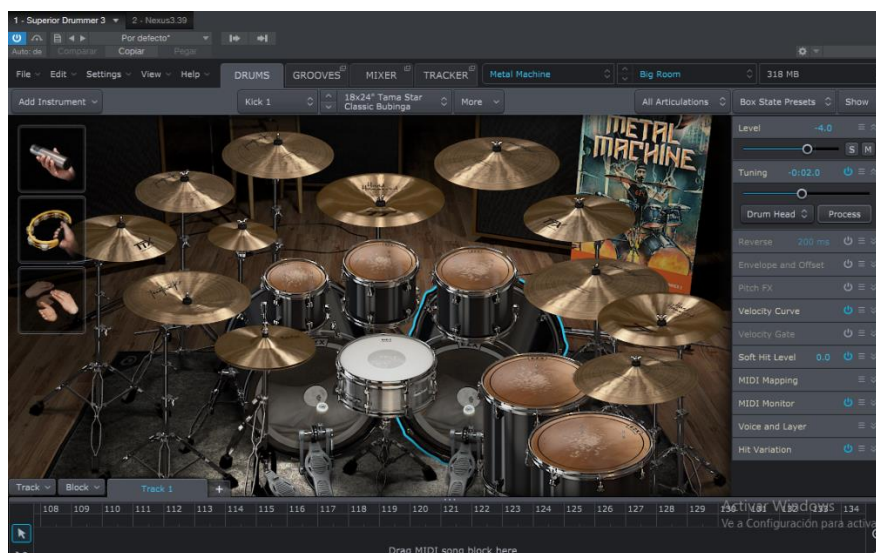 1 - Superior Drummer 3 2 - Nexus3.39
Por defecto*
Auto: de Comparar Copiar Pegar
File Edit Settings View Help DRUMS GROOVES MIXER TRACKER Metal Machine Big Room 318 MB
Add Instrument Kick 1 18x24" Tama Star
Classic Bubinga More All Articulations Box State Presets Show
METAL
MACHINE
Level -4.0
S M
Tuning -0:02.0
Drum Head Process
Reverse 200 ms
Envelope and Offset
Pitch FX
Velocity Curve
Velocity Gate
Soft Hit Level 0.0
MIDI Mapping
MIDI Monitor
Voice and Layer
Hit Variation
Track Block Track 1 +
108 109 110 111 112 113 114 115 116 117 118 119 120 121 122 123 124 125 126 127 128 129 130 131 132 133 134
Activar Windows
Ve a Configuración para activa
Drag MIDI song block here